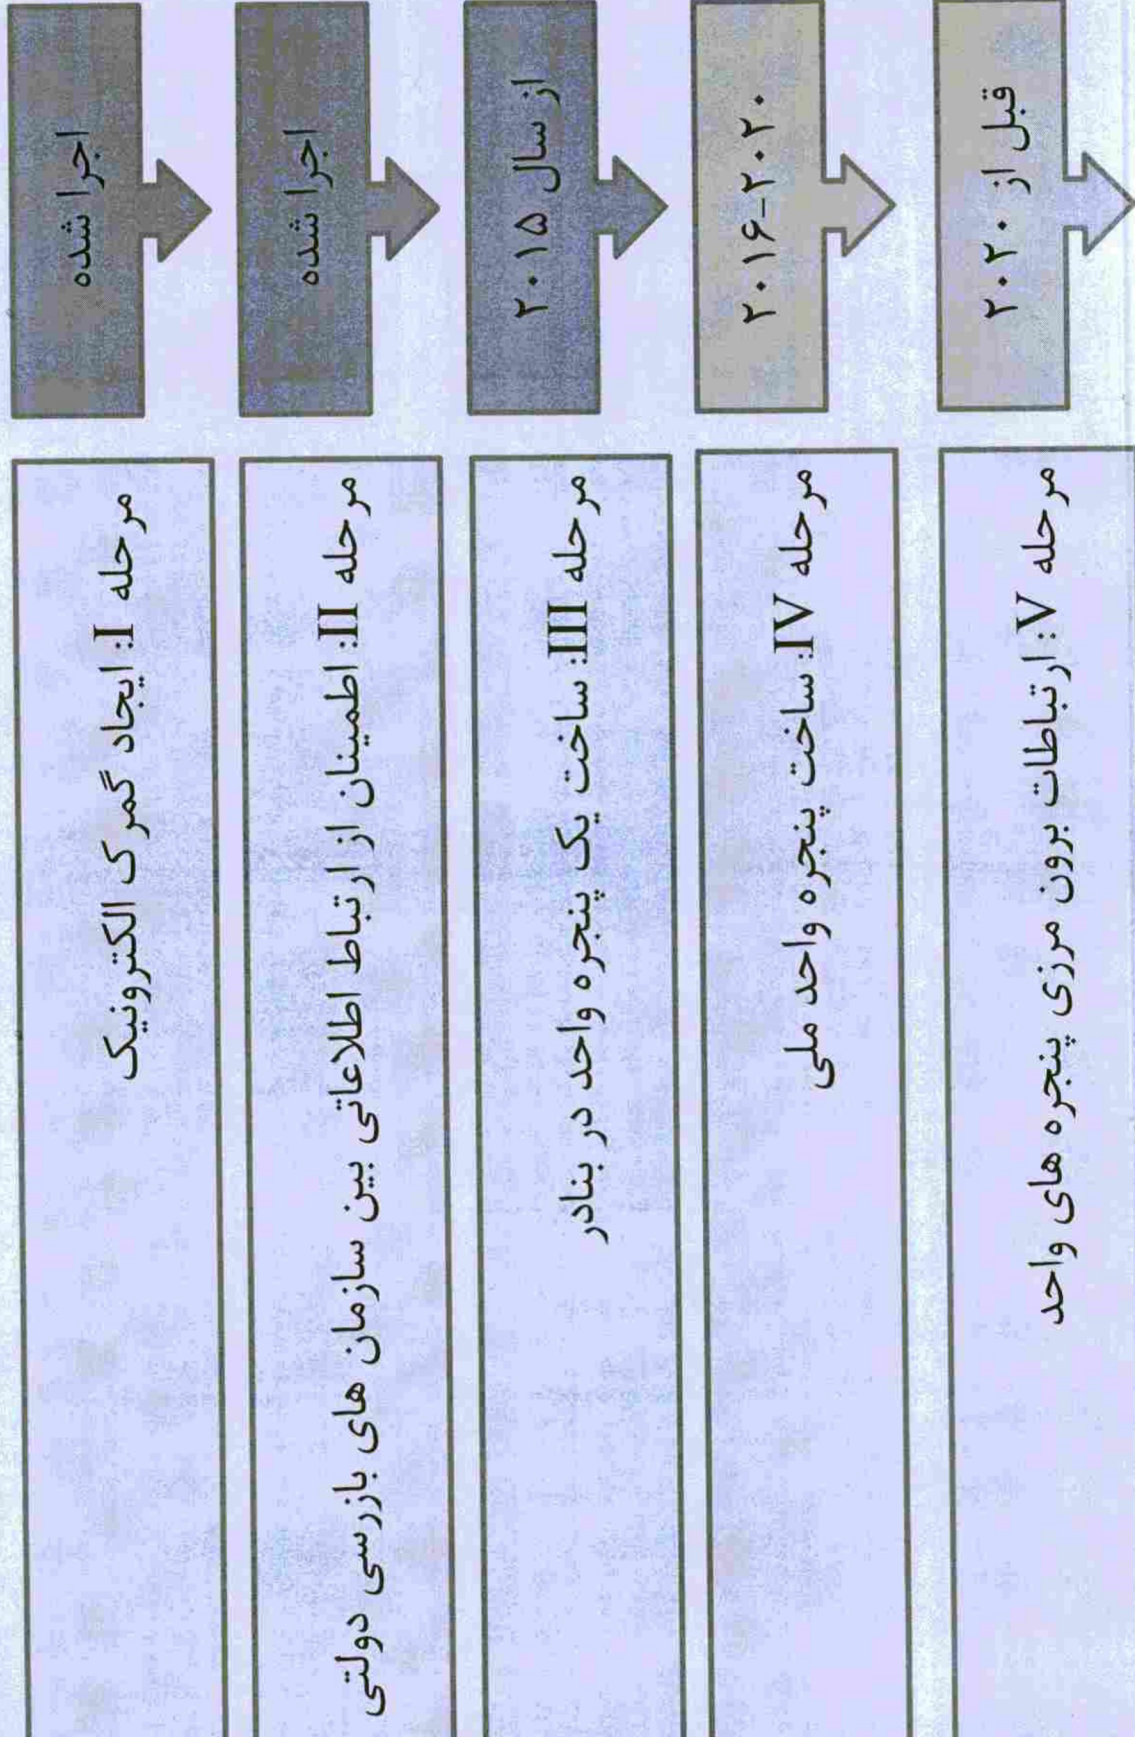 مرحله I: ایجاد گمرک الکترونیک
اجرا شده
مرحله II: اطمینان از ارتباط اطلاعاتی بین سازمان های بازرسی دولتی
اجرا شده
مرحله III: ساخت یک پنجره واحد در بنادر
از سال ۲۰۱۵
مرحله IV: ساخت پنجره واحد ملی
۲۰۱۶-۲۰۲۰
مرحله V: ارتباطات برون مرزی پنجره های واحد
قبل از ۲۰۲۰